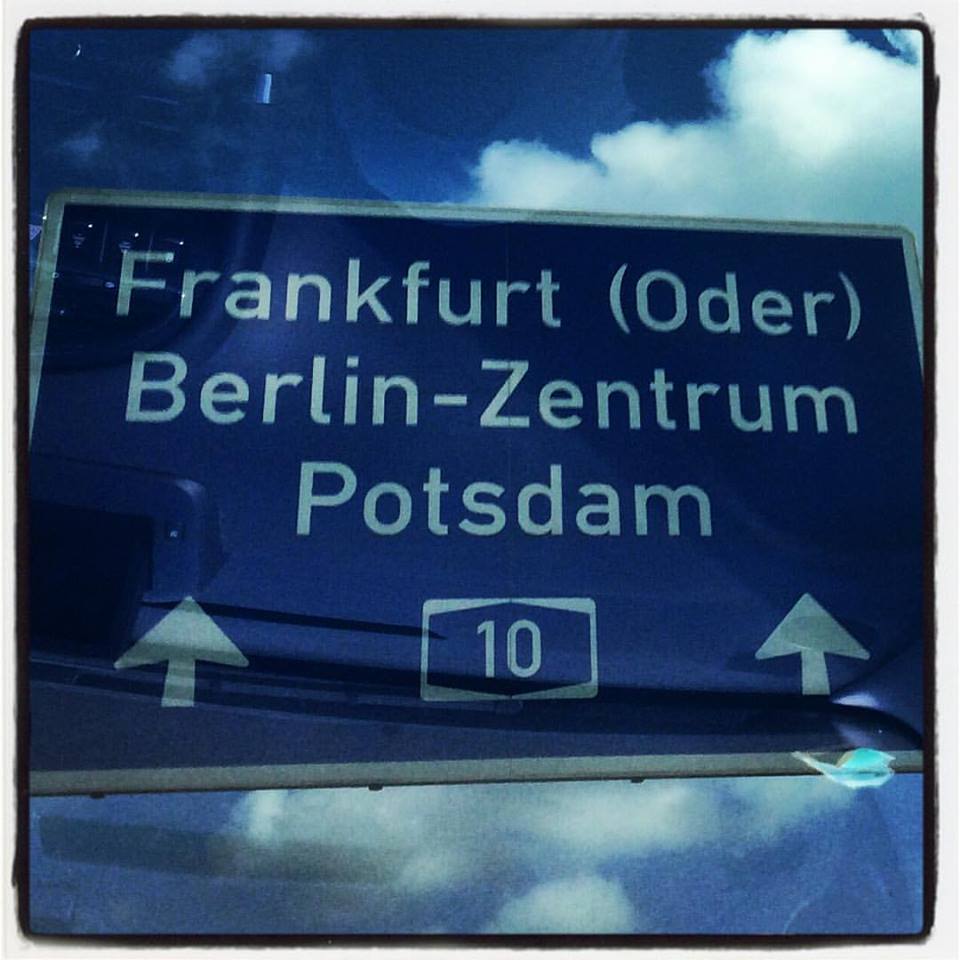 Frankfurt (Oder)
Berlin-Zentrum
Potsdam
10